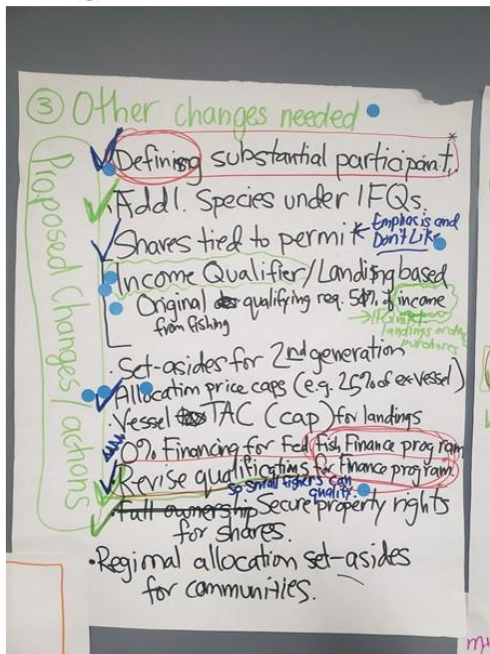 ③ Other changes needed
Proposed Changes / actions
Defining substantial participant. *
Add'l. Species under IFQs.
Shares tied to permit * Emphasis and
Don't Like
Income Qualifier/Landing based
Original qualifying req. 50% of income
from fishing
landings or
purchases
· Set-asides for 2nd generation
Allocation price caps (e.g. 25% of ex-vessel)
· Vessel TAC (cap) for landings
0% Financing for Fed Fish, Finance program
Revise qualifications for Finance program
so small fishers can
qualify.
Full ownership Secure property rights
for shares.
· Regional allocation set-asides
for communities.